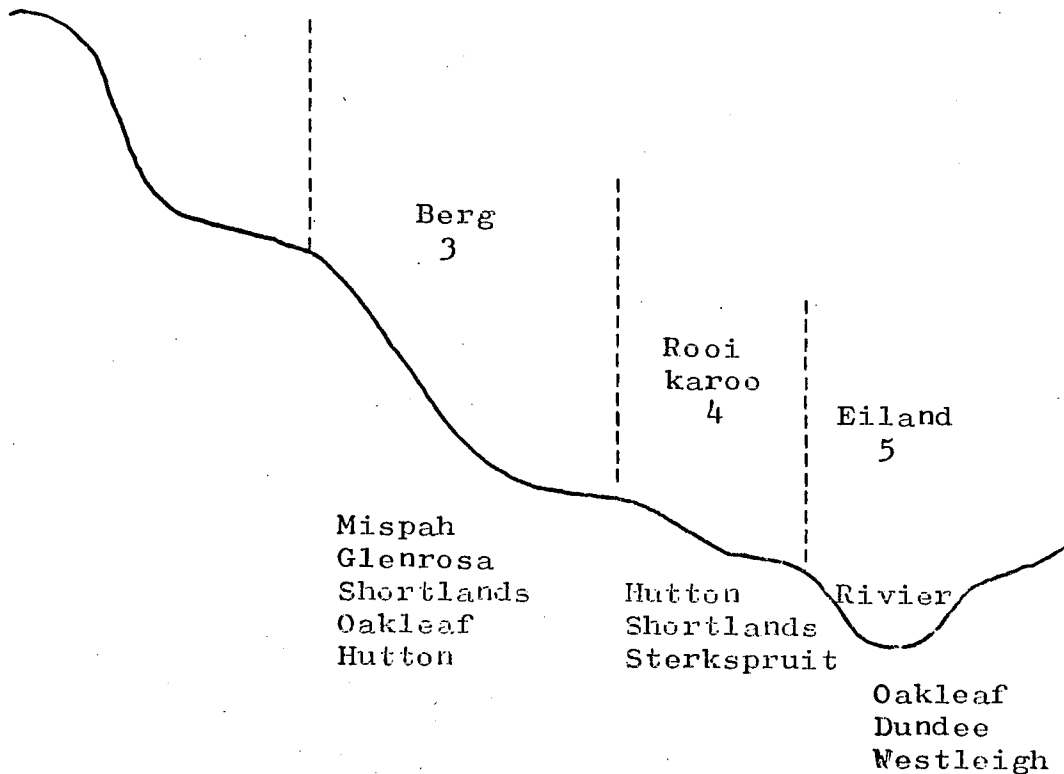 Berg
3
Rooi
karoo
4
Eiland
5
Mispah
Glenrosa
Shortlands
Oakleaf
Hutton
Hutton
Shortlands
Sterkspruit
Rivier
Oakleaf
Dundee
Westleigh